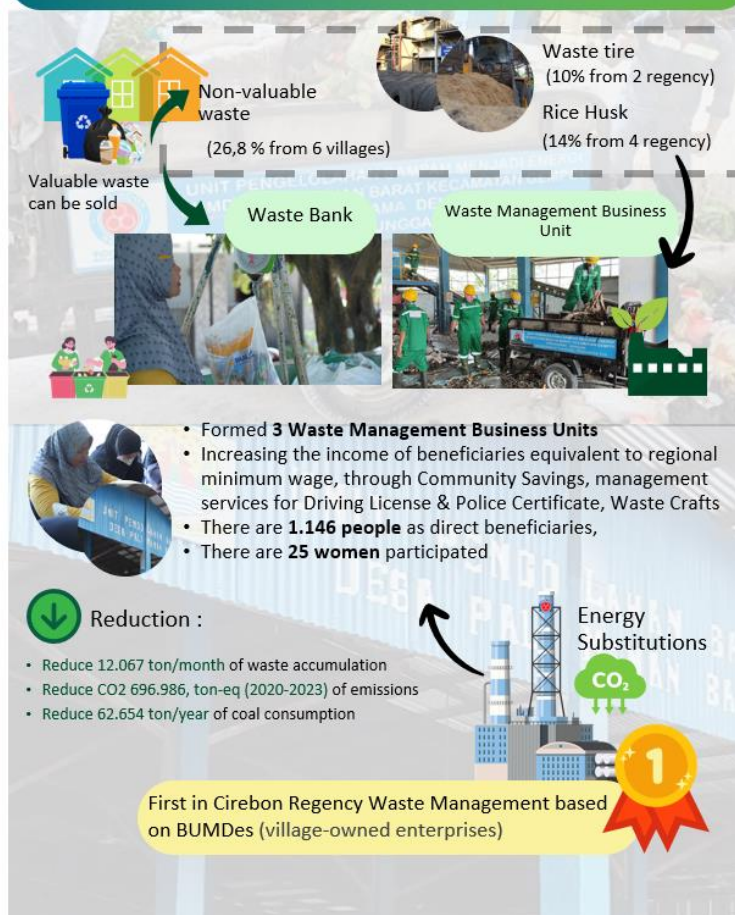 Non-valuable
waste
(26,8 % from 6 villages)
Waste tire
(10% from 2 regency)
Rice Husk
(14% from 4 regency)
Valuable waste
can be sold
Waste Bank
Waste Management Business
Unit
• Formed 3 Waste Management Business Units
• Increasing the income of beneficiaries equivalent to regional
minimum wage, through Community Savings, management
services for Driving License & Police Certificate, Waste Crafts
• There are 1.146 people as direct beneficiaries,
• There are 25 women participated
Reduction :
• Reduce 12.067 ton/month of waste accumulation
• Reduce CO2 696.986, ton-eq (2020-2023) of emissions
• Reduce 62.654 ton/year of coal consumption
Energy
Substitutions
CO₂
1
First in Cirebon Regency Waste Management based
on BUMDes (village-owned enterprises)